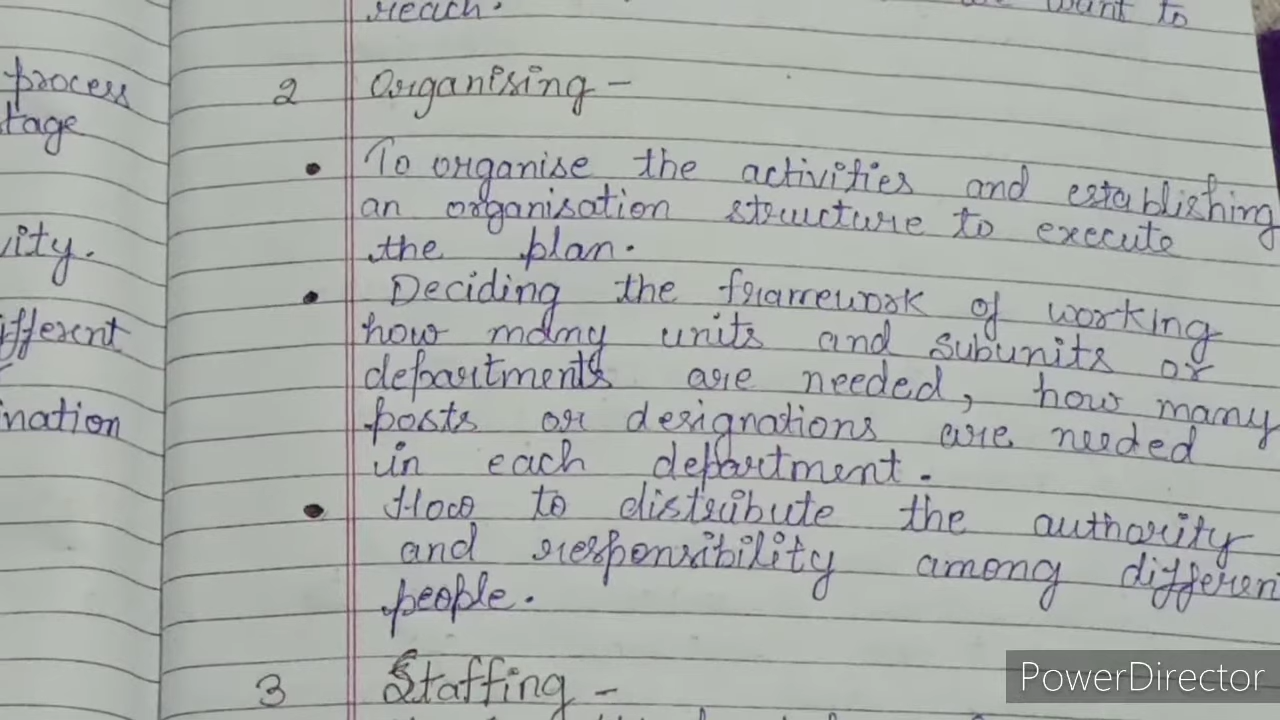 reach. want to
process
tage
ity.
ifferent
nation
2 Organising -
• To organise the activities and establishing
an organisation structure to execute
the plan.
• Deciding the framework of working
how many units and subunits or
departments are needed, how many
posts or designations are needed
in each department.
• How to distribute the authority
and responsibility among differen
people.
3 Staffing -
PowerDirector